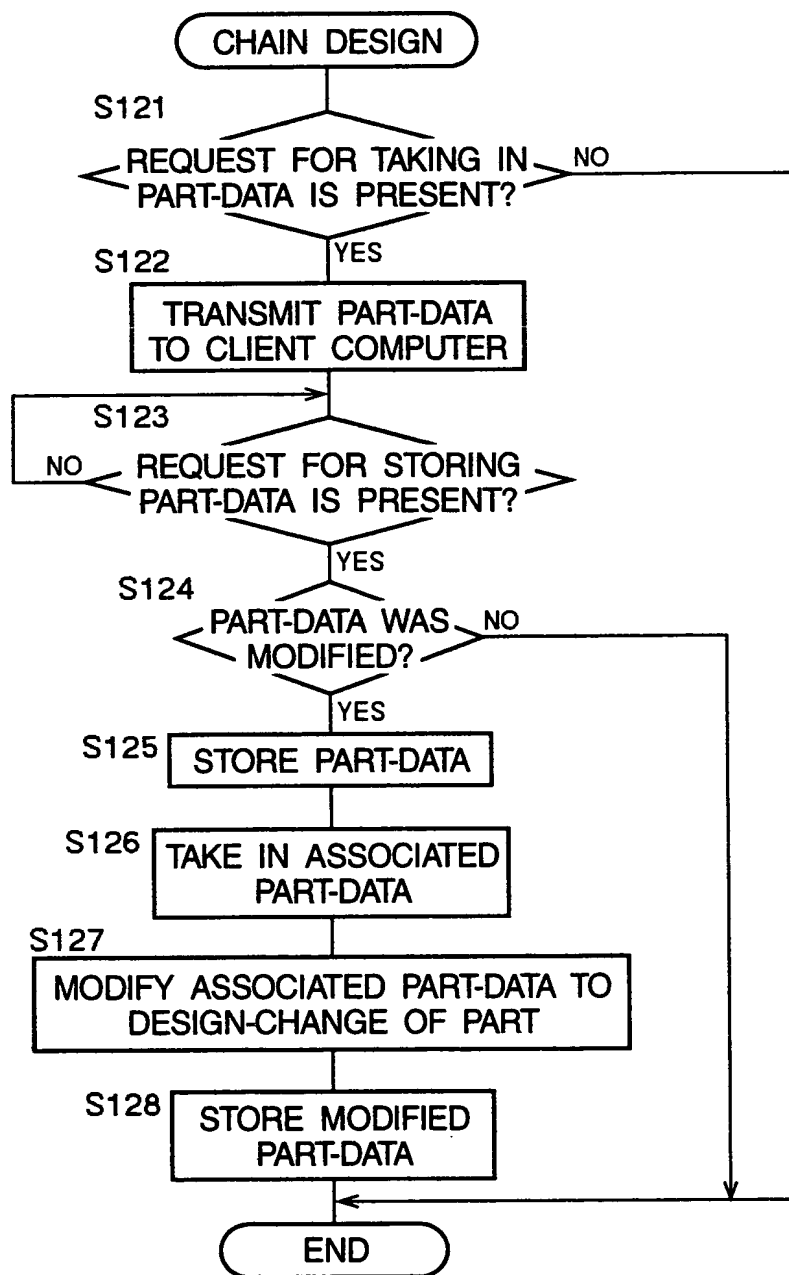 CHAIN DESIGN
S121
REQUEST FOR TAKING IN
PART-DATA IS PRESENT?
NO
YES
S122
TRANSMIT PART-DATA
TO CLIENT COMPUTER
S123
NO
REQUEST FOR STORING
PART-DATA IS PRESENT?
YES
S124
PART-DATA WAS
MODIFIED?
NO
YES
S125
STORE PART-DATA
S126
TAKE IN ASSOCIATED
PART-DATA
S127
MODIFY ASSOCIATED PART-DATA TO
DESIGN-CHANGE OF PART
S128
STORE MODIFIED
PART-DATA
END